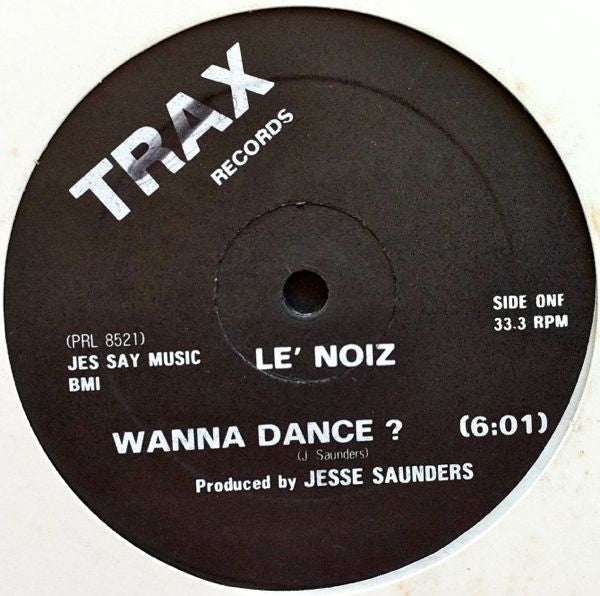 TRAX
RECORDS
SIDE ONE
33.3 RPM
(PRL 8521)
JES SAY MUSIC
BMI
LE' NOIZ
WANNA DANCE ? (6:01)
(J Saunders)
Produced by JESSE SAUNDERS